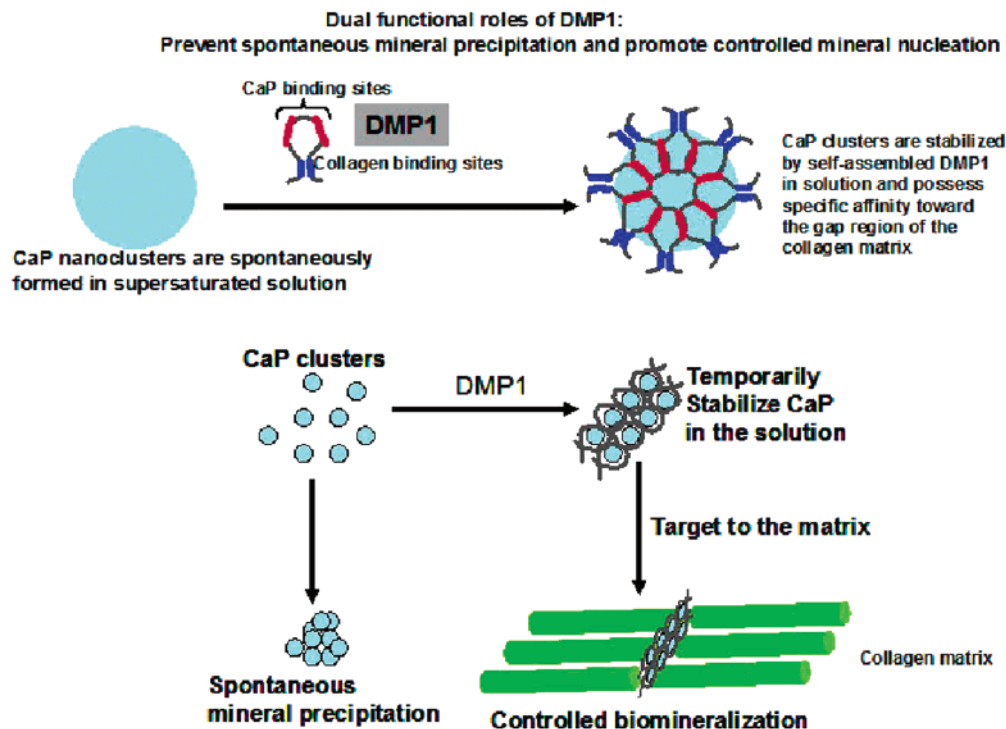 Dual functional roles of DMP1:
Prevent spontaneous mineral precipitation and promote controlled mineral nucleation
CaP binding sites
DMP1
Collagen binding sites
CaP nanoclusters are spontaneously
formed in supersaturated solution
CaP clusters are stabilized
by self-assembled DMP1
in solution and possess
specific affinity toward
the gap region of the
collagen matrix
CaP clusters
DMP1
Temporarily
Stabilize CaP
in the solution
Target to the matrix
Spontaneous
mineral precipitation
Collagen matrix
Controlled biomineralization